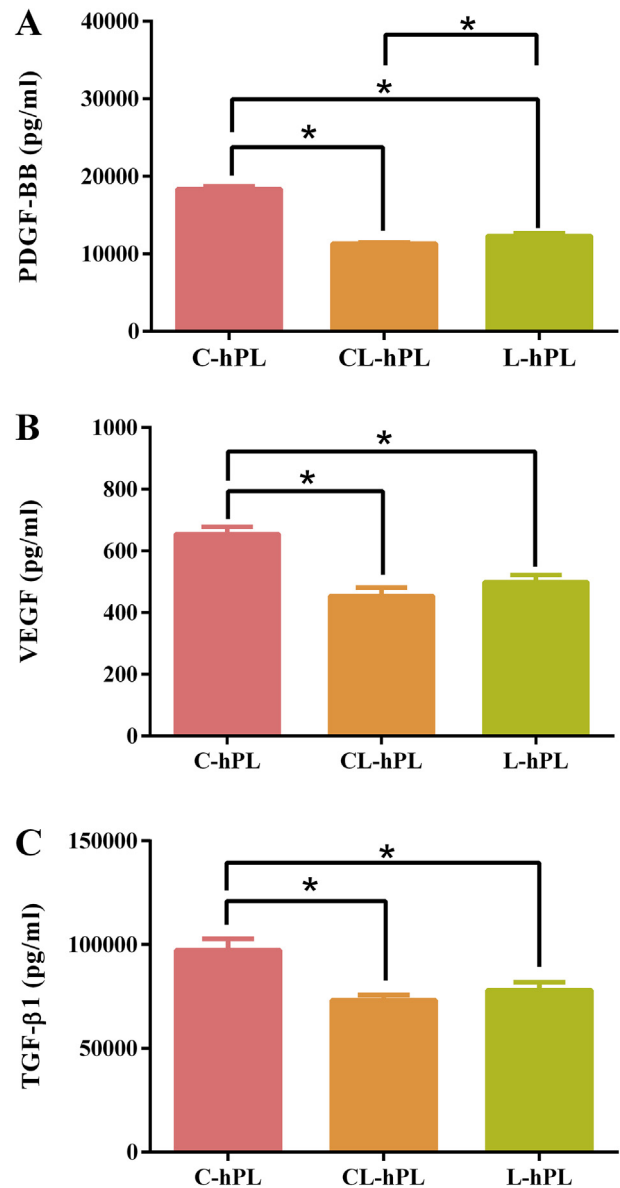 A
PDGF-BB (pg/ml)
40000
30000
20000
10000
0
*
*
*
C-hPL CL-hPL L-hPL
B
VEGF (pg/ml)
1000
800
600
400
200
0
*
*
C-hPL CL-hPL L-hPL
C
TGF-β1 (pg/ml)
150000
100000
50000
0
*
*
C-hPL CL-hPL L-hPL